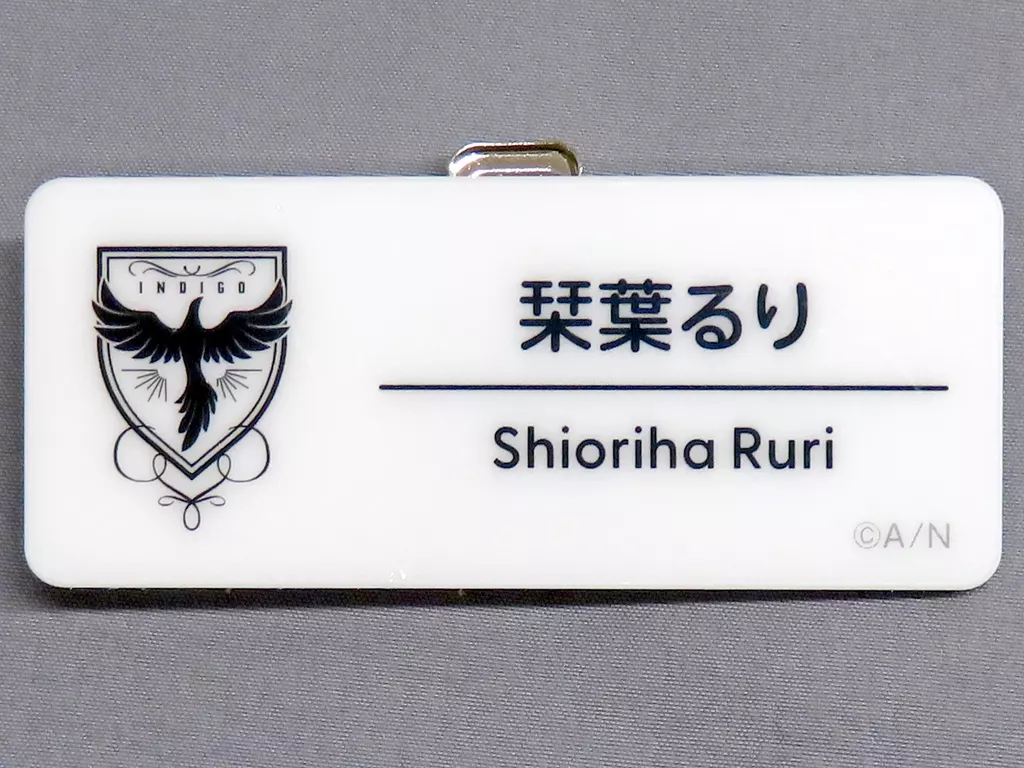 INDIGO
栞葉るり
Shioriha Ruri
©A/N